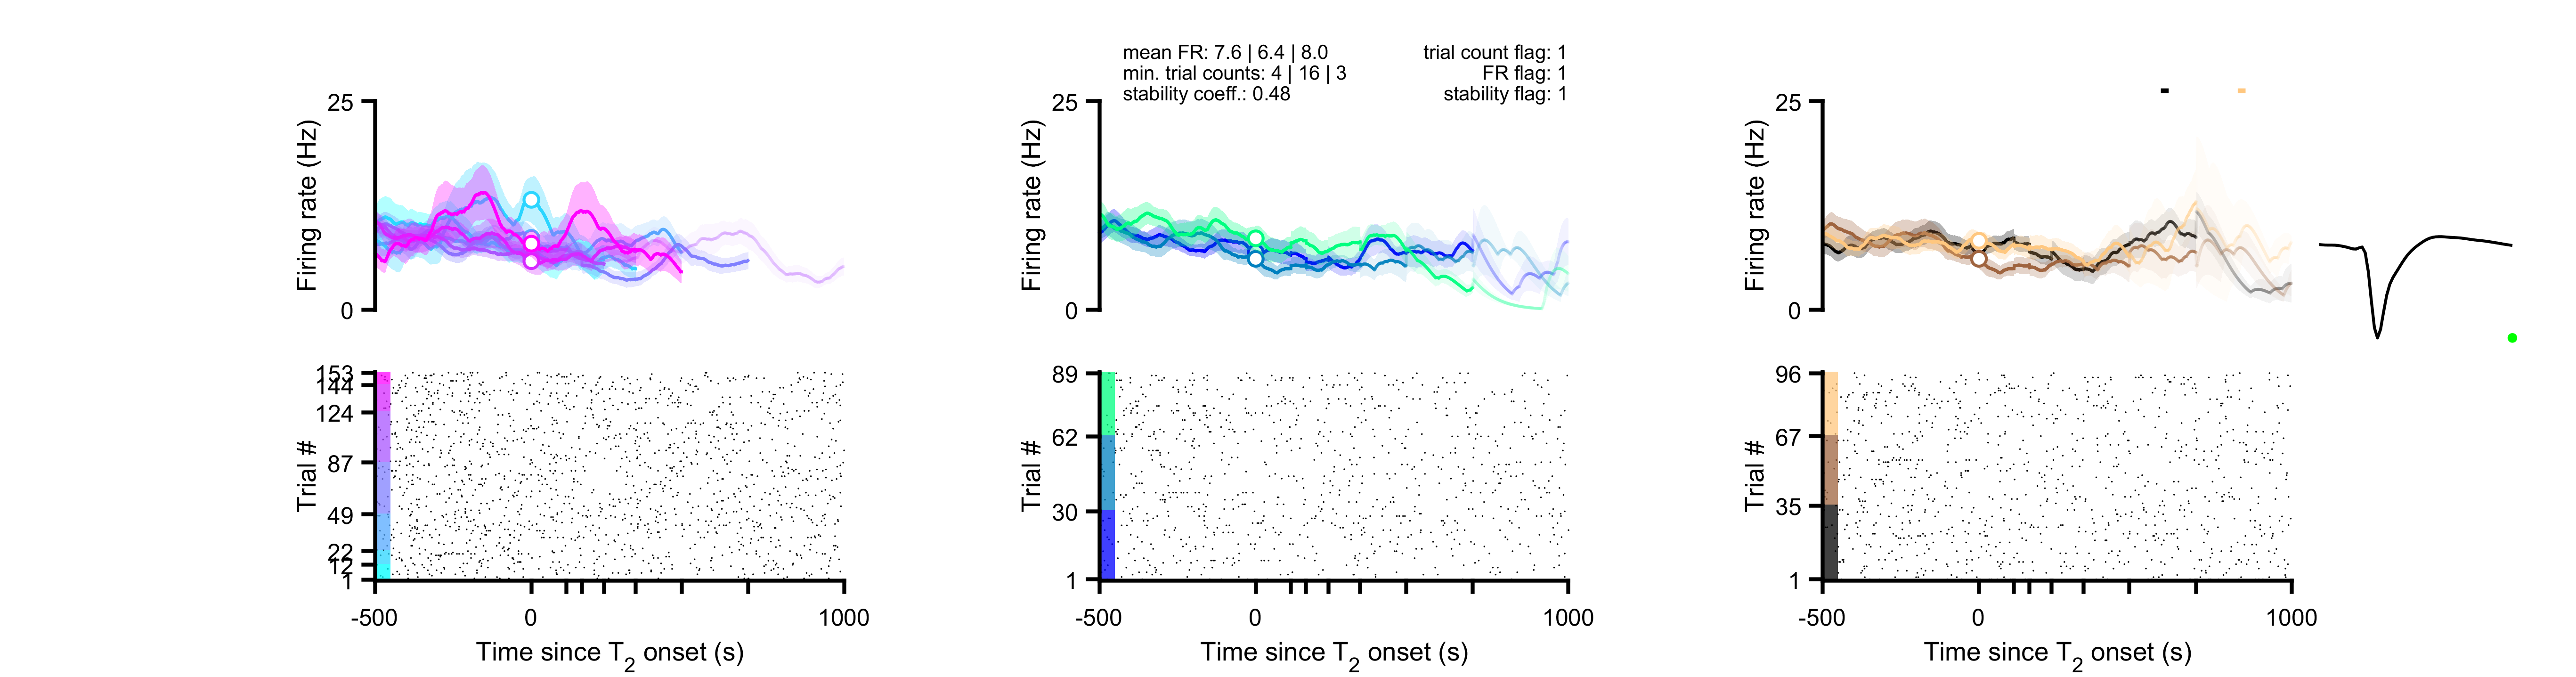 mean FR: 7.6 | 6.4 | 8.0
min. trial counts: 4 | 16 | 3
stability coeff.: 0.48
trial count flag: 1
FR flag: 1
stability flag: 1
25
Firing rate (Hz)
0
25
Firing rate (Hz)
0
25
Firing rate (Hz)
0
153
144
124
87
49
22
12
1
Trial #
-500
0
1000
Time since T2 onset (s)
89
62
30
1
Trial #
-500
0
1000
Time since T2 onset (s)
96
67
35
1
Trial #
-500
0
1000
Time since T2 onset (s)